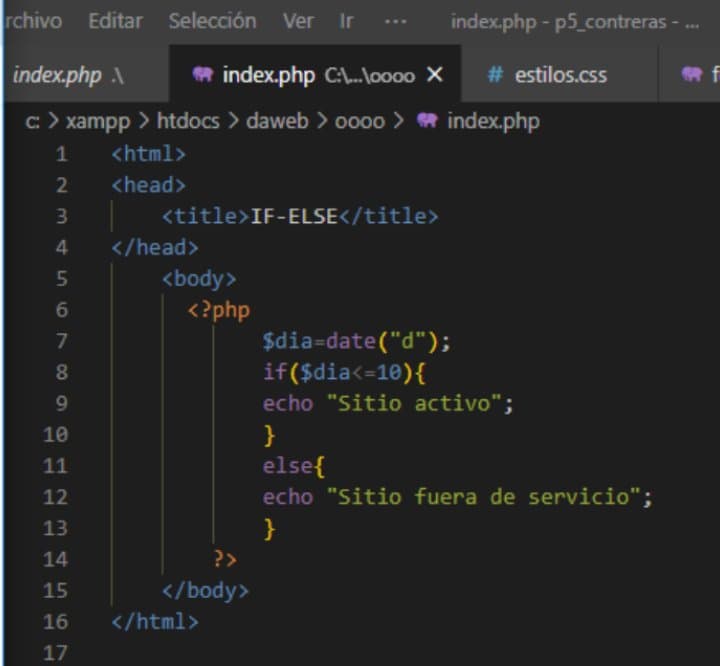 Editar Selección Ver Ir ... index.php - p5_contreras - ...
index.php .\ index.php C:\...\oooo × # estilos.css
c: > xampp > htdocs > daweb > oooo > index.php
1 <html>
2 <head>
3 <title>IF-ELSE</title>
4 </head>
5 <body>
6 <?php
7 $dia=date("d");
8 if($dia<=10){
9 echo "Sitio activo";
10 }
11 else{
12 echo "Sitio fuera de servicio";
13 }
14 ?>
15 </body>
16 </html>
17